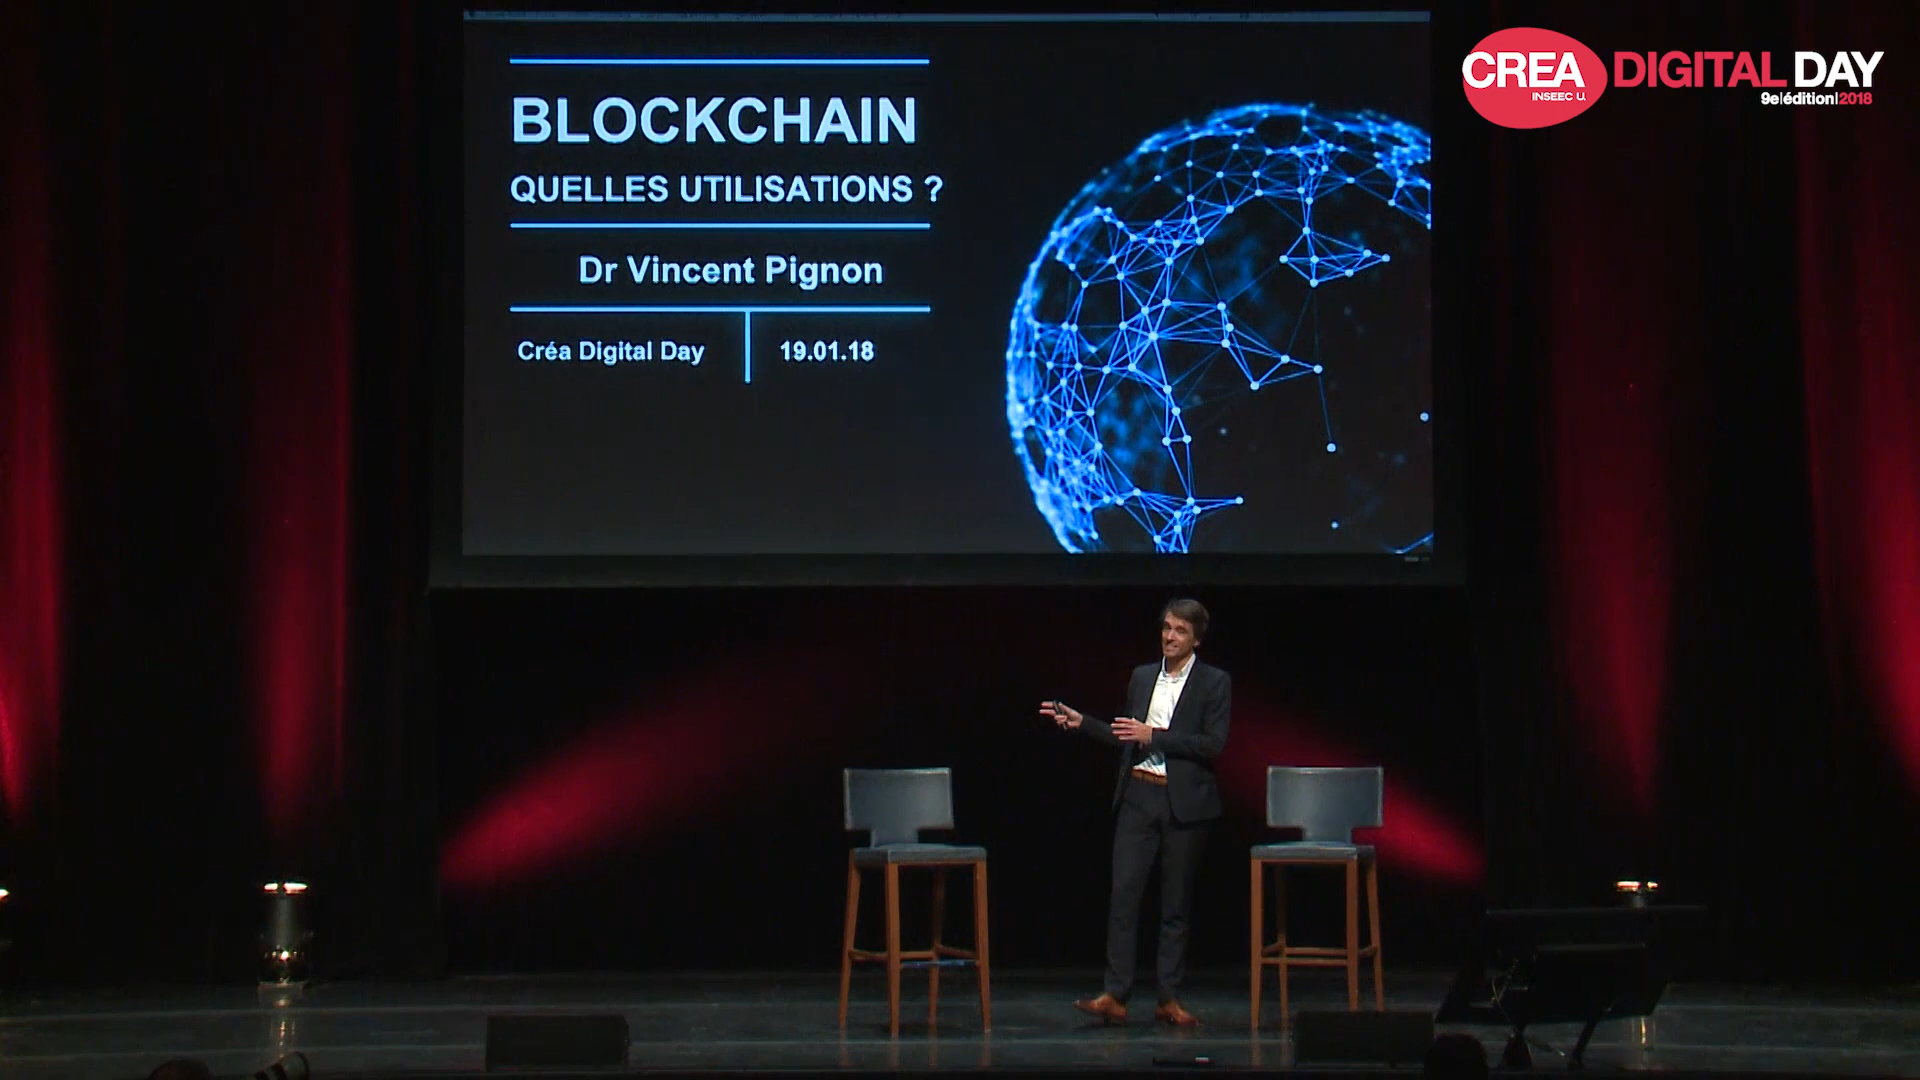 BLOCKCHAIN
QUELLES UTILISATIONS ?
Dr Vincent Pignon
Créa Digital Day
19.01.18
CREA
INSEEC U.
DIGITAL DAY
9e|édition|2018